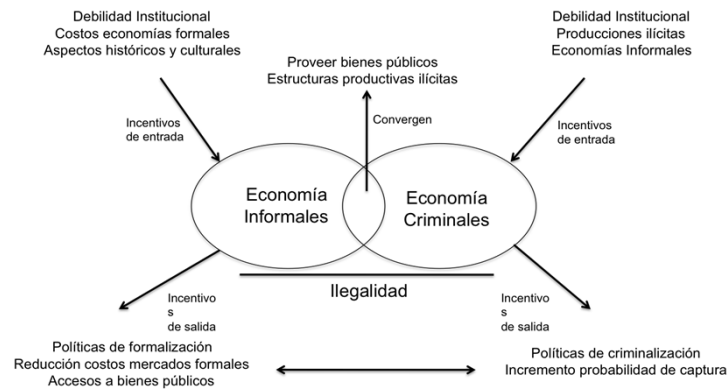 Debilidad Institucional
Costos economías formales
Aspectos históricos y culturales
Proveer bienes públicos
Estructuras productivas ilícitas
Debilidad Institucional
Producciones ilícitas
Economías Informales
Incentivos
de entrada
Convergen
Incentivos
de entrada
Economía
Informales
Economía
Criminales
Ilegalidad
Incentivo
s
de salida
Incentivo
s
de salida
Políticas de formalización
Reducción costos mercados formales
Accesos a bienes públicos
Políticas de criminalización
Incremento probabilidad de captura